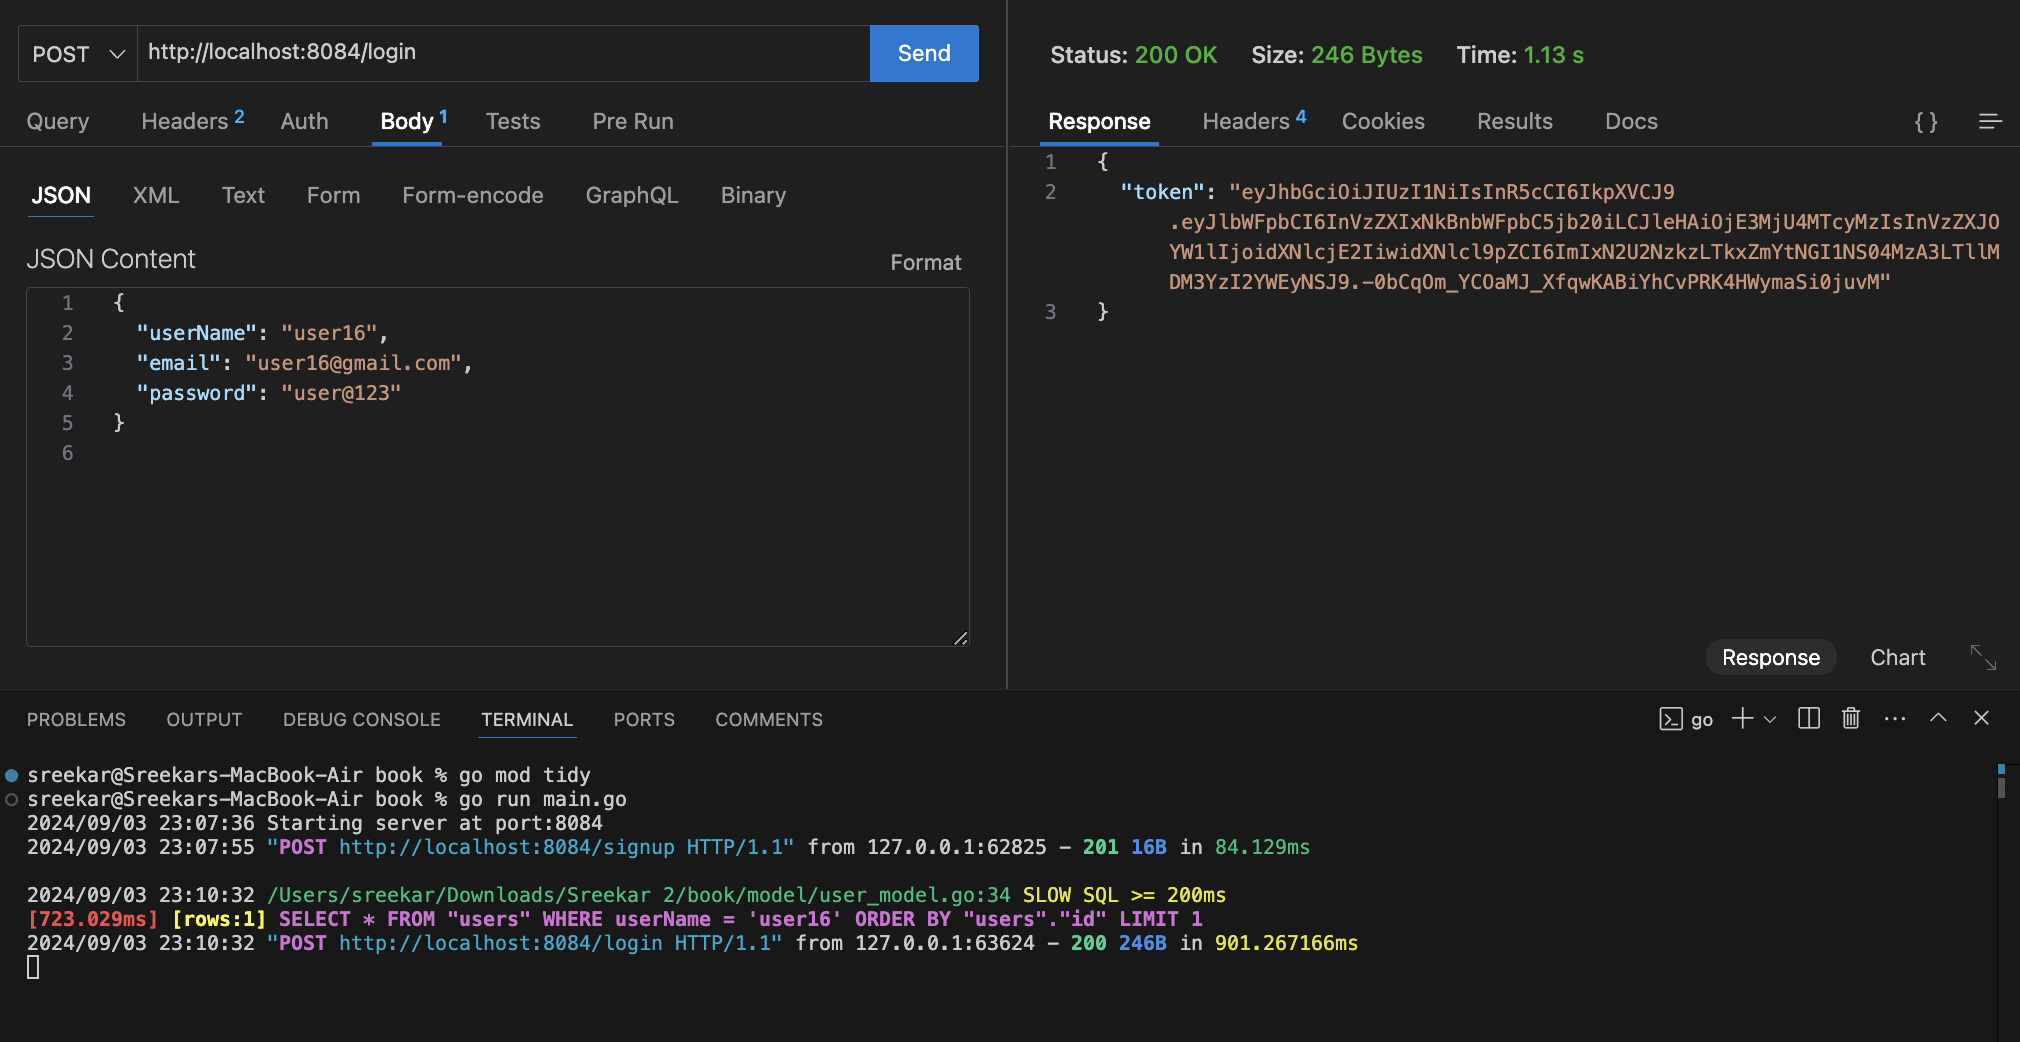 POST http://localhost:8084/login Send
Query Headers 2 Auth Body 1 Tests Pre Run
JSON XML Text Form Form-encode GraphQL Binary
JSON Content Format
1 {
2 "userName": "user16",
3 "email": "user16@gmail.com",
4 "password": "user@123"
5 }
6
Status: 200 OK Size: 246 Bytes Time: 1.13 s
Response Headers 4 Cookies Results Docs { }
1 {
2 "token": "eyJhbGciOiJIUzI1NiIsInR5cCI6IkpXVCJ9
.eyJlbWFpbCI6InVzZXIxNkBnbWFpbC5jb20iLCJleHAiOjE3MjU4MTcyMzIsInVzZXJO
YW1lIjoidXNlcjE2IiwidXNlcl9pZCI6ImIxN2U2NzkzLTkxZmYtNGI1NS04MzA3LTllM
DM3YzI2YWEyNSJ9.-0bCqOm_YCOaMJ_XfqwKABiYhCvPRK4HWymaSi0juvM"
3 }
Response Chart
PROBLEMS OUTPUT DEBUG CONSOLE TERMINAL PORTS COMMENTS go
sreekar@Sreekars-MacBook-Air book % go mod tidy
sreekar@Sreekars-MacBook-Air book % go run main.go
2024/09/03 23:07:36 Starting server at port:8084
2024/09/03 23:07:55 "POST http://localhost:8084/signup HTTP/1.1" from 127.0.0.1:62825 - 201 16B in 84.129ms
2024/09/03 23:10:32 /Users/sreekar/Downloads/Sreekar 2/book/model/user_model.go:34 SLOW SQL >= 200ms
[723.029ms] [rows:1] SELECT * FROM "users" WHERE userName = 'user16' ORDER BY "users"."id" LIMIT 1
2024/09/03 23:10:32 "POST http://localhost:8084/login HTTP/1.1" from 127.0.0.1:63624 - 200 246B in 901.267166ms